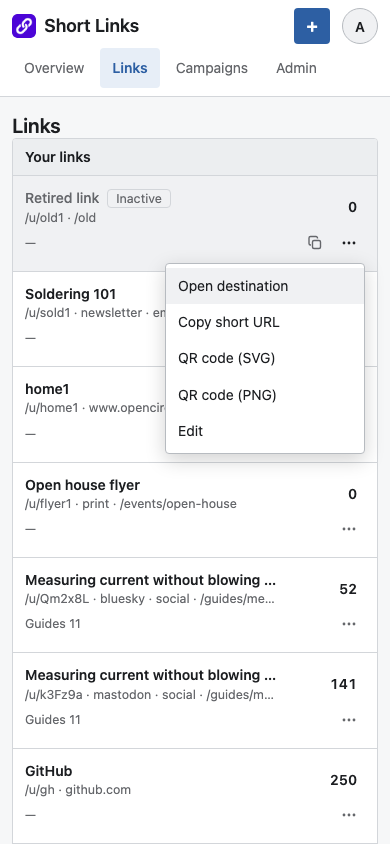 Short Links
+
A
Overview Links Campaigns Admin
Links
Your links
Retired link Inactive
0
/u/old1 · /old
—
Open destination
Copy short URL
QR code (SVG)
QR code (PNG)
Edit
Soldering 101
/u/sold1 · newsletter · em
—
home1
/u/home1 · www.opencir
—
Open house flyer
0
/u/flyer1 · print · /events/open-house
—
Measuring current without blowing ...
52
/u/Qm2x8L · bluesky · social · /guides/me...
Guides 11
Measuring current without blowing ...
141
/u/k3Fz9a · mastodon · social · /guides/m...
Guides 11
GitHub
250
/u/gh · github.com
—